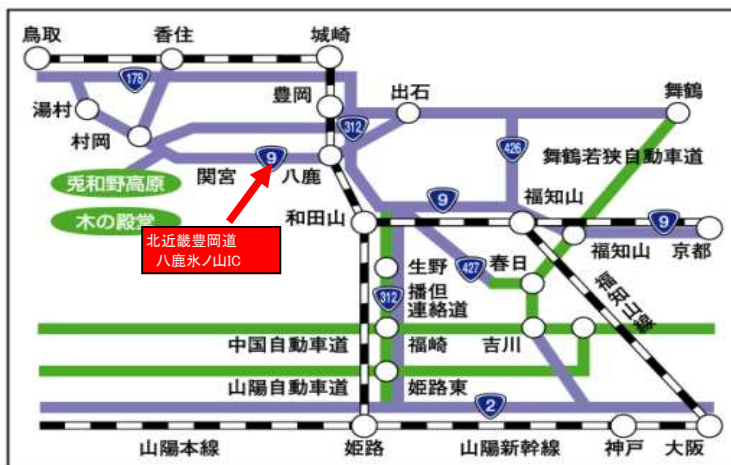 鳥取
香住
城崎
178
豊岡
出石
舞鶴
湯村
村岡
312
426
舞鶴若狭自動車道
9
関宮
八鹿
兎和野高原
木の殿堂
北近畿豊岡道
八鹿氷ノ山IC
和田山
9
福知山
9
福知山
京都
生野
427
春日
福知山線
312
播但
連絡道
中国自動車道
福崎
吉川
山陽自動車道
姫路東
2
山陽本線
姫路
山陽新幹線
神戸
大阪